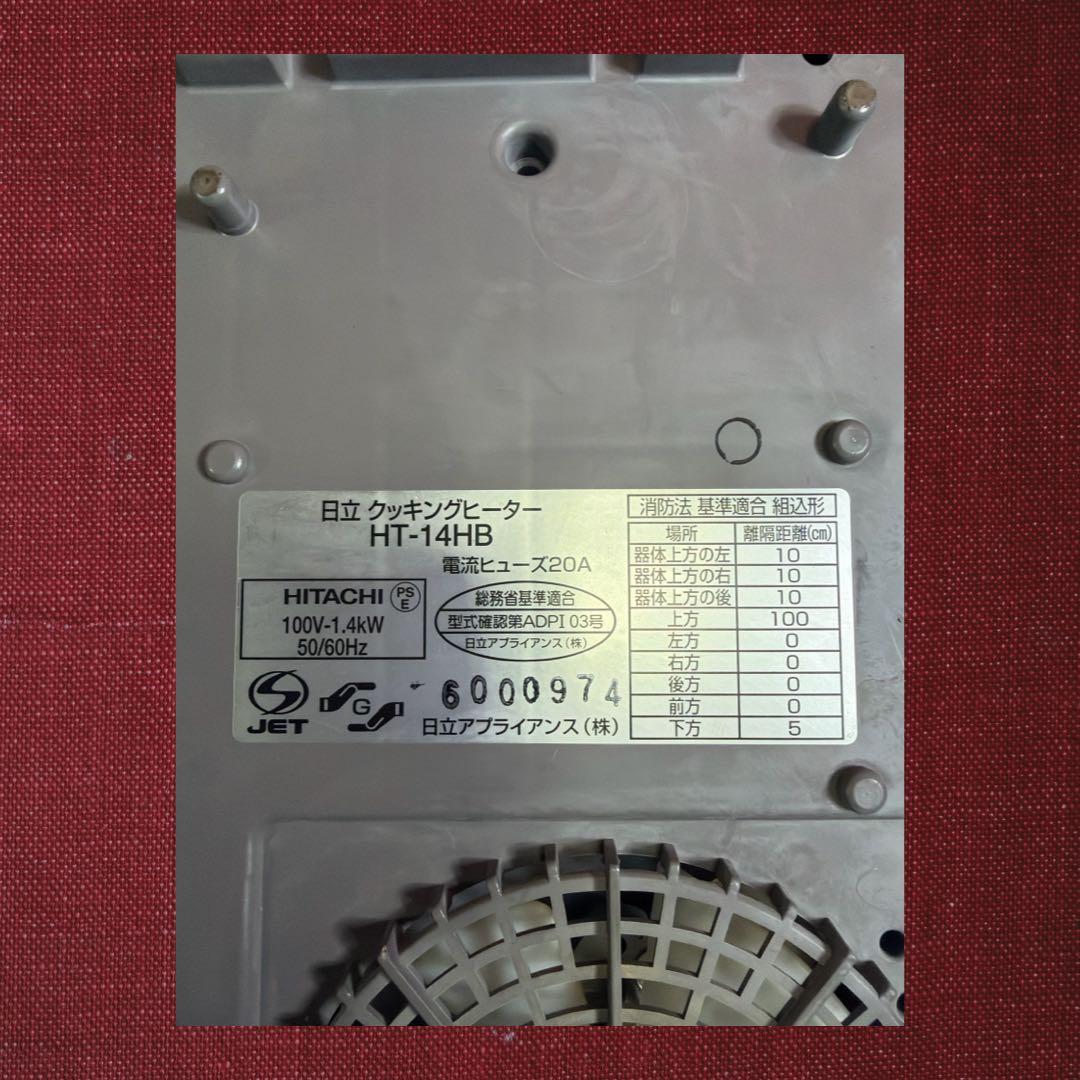 日立 クッキングヒーター
HT-14HB
電流ヒューズ20A
HITACHI
PS
E
100V-1.4kW
50/60Hz
総務省基準適合
型式確認第ADPI 03号
日立アプライアンス(株)
JET
G
6000974
日立アプライアンス(株)
消防法 基準適合 組込形
場所 離隔距離(cm)
器体上方の左 10
器体上方の右 10
器体上方の後 10
上方 100
左方 0
右方 0
後方 0
前方 0
下方 5